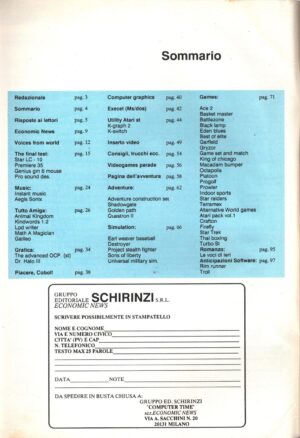 Sommario
Redazionale pag. 3
Sommario pag. 4
Risposte ai lettori pag. 5
Economic News pag. 9
Voices from world pag. 12
The final test: pag. 15
Star LC - 10
Premiere 35
Genius gm 6 mouse
Pro sound des.
Music: pag. 24
Instant music
Aegis Sonix
Tutto Amiga: pag. 26
Animal Kingdom
Kindwords 1.2
Lpd writer
Math A Magician
Galileo
Grafica: pag. 34
The advanced OCP (st)
Dr. Halo III
Piacere, Cobol! pag. 38
Computer graphics pag. 40
Execet (Ms/dos) pag. 42
Utility Atari st pag. 44
K-graph 2
K-switch
Inserto video pag. 49
Consigli, trucchi ecc. pag. 54
Videogames parade pag. 56
Pagina dell'avventura pag. 58
Adventure: pag. 62
Adventure construction set
Shadowgate
Golden path
Questron II
Simulation: pag. 66
Earl weaver baseball
Destroyer
Project stealth fighter
Sons of liberty
Universal military sim.
Games: pag. 71
Ace 2
Basket master
Battlezone
Black lamp
Eden blues
Best of elite
Garfield
Gryzor
Game set and match
King of chicago
Macadam bumper
Octapolis
Platoon
Progolf
Prowler
Indoor sports
Star raiders
Terramex
Alternative World games
Atari pack vol.1
Crafton
Firefly
Star Trek
Thai boxing
Turbo St
Romanzo: pag. 95
Le voci di ieri
Anticipazioni Software: pag. 97
Rim runner
Troll
GRUPPO
EDITORIALE SCHIRINZI S.R.L.
ECONOMIC NEWS
SCRIVERE POSSIBILMENTE IN STAMPATELLO
NOME E COGNOME
VIA E NUMERO CIVICO
CITTA' (PV) E CAP
N. TELEFONICO
TESTO MAX 25 PAROLE
DATA NOTE
DA SPEDIRE IN BUSTA CHIUSA A:
GRUPPO ED. SCHIRINZI
"COMPUTER TIME"
sez. ECONOMIC NEWS
VIA A. SACCHINI N. 20
20131 MILANO